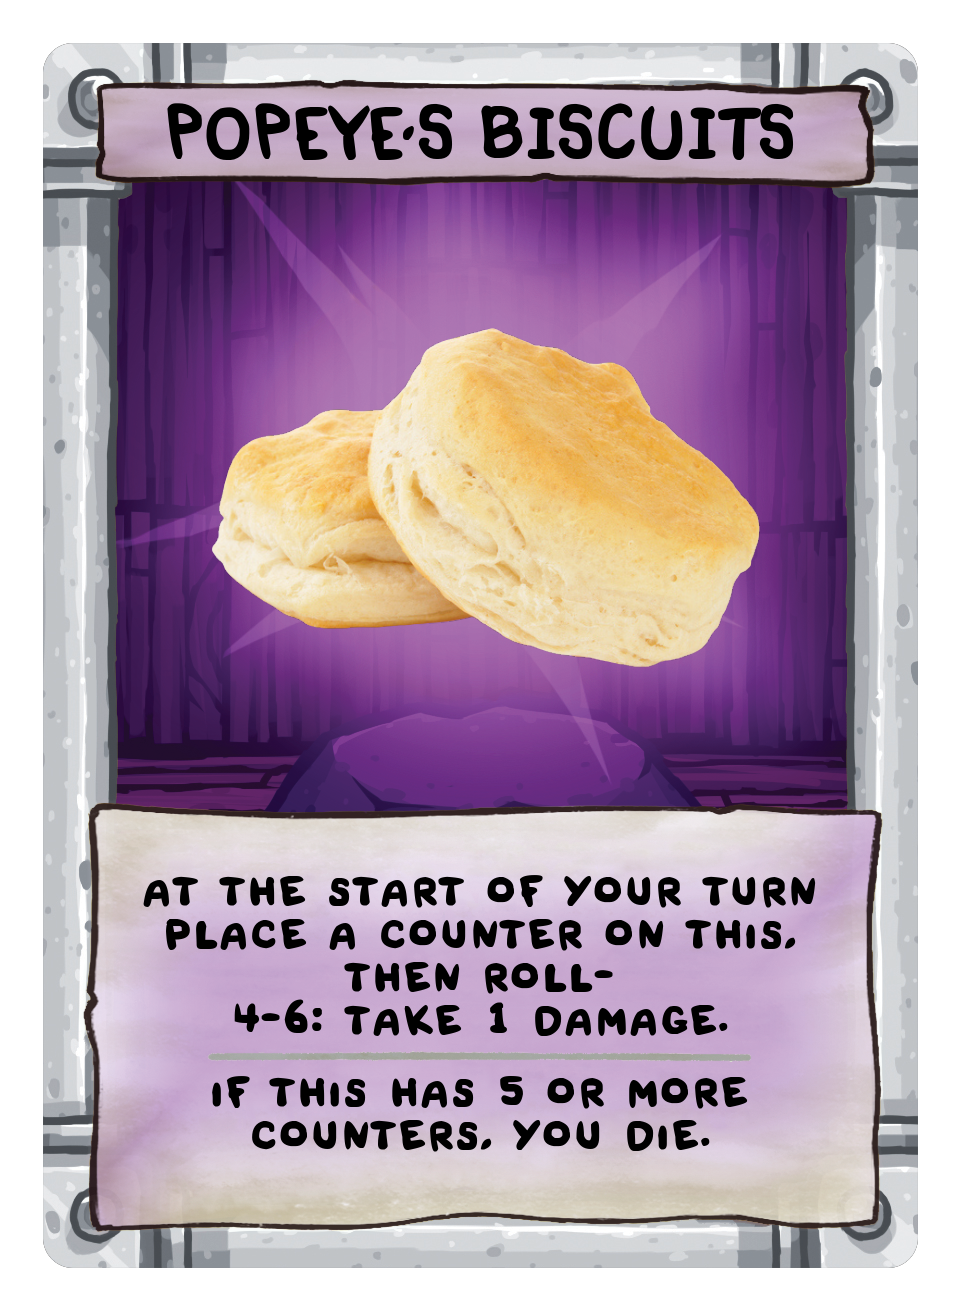 POPEYE'S BISCUITS
AT THE START OF YOUR TURN
PLACE A COUNTER ON THIS,
THEN ROLL-
4-6: TAKE 1 DAMAGE.
IF THIS HAS 5 OR MORE
COUNTERS, YOU DIE.